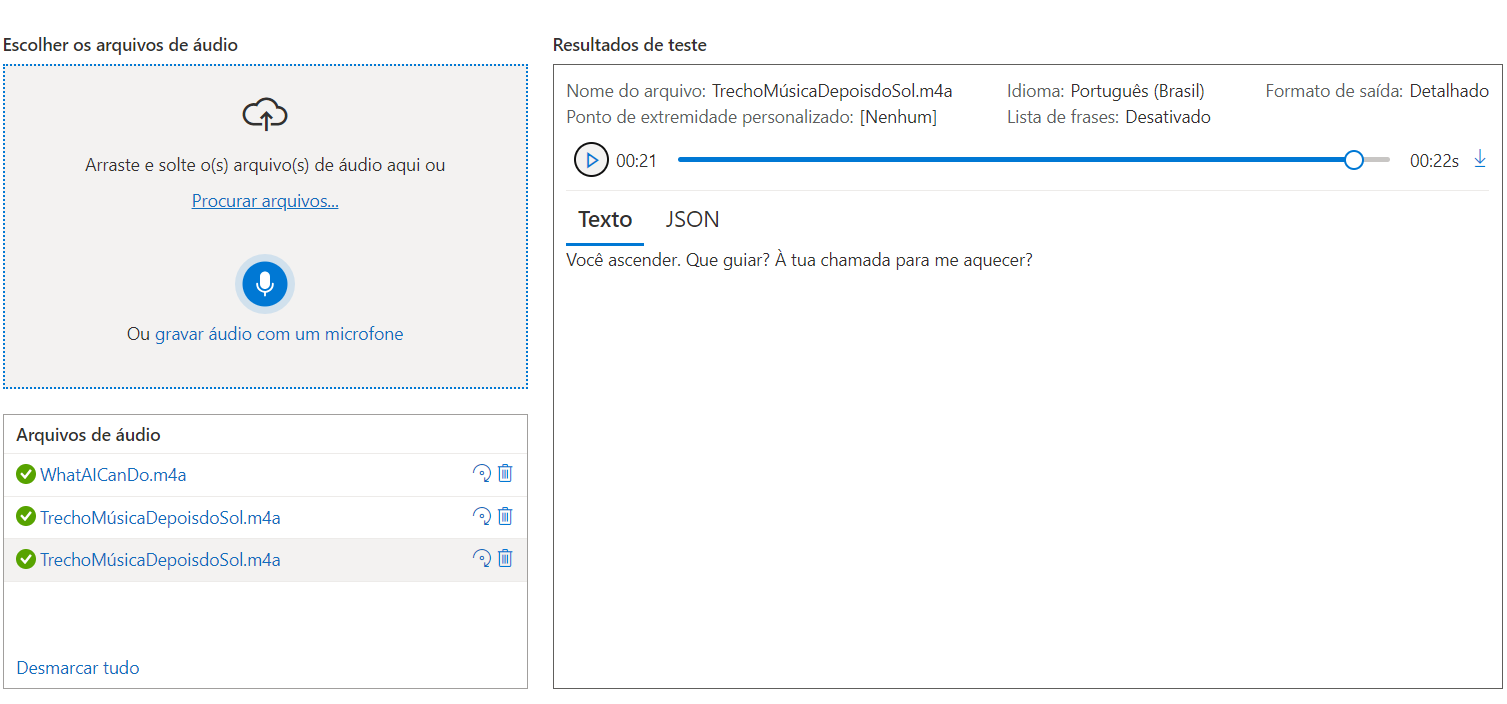 Escolher os arquivos de áudio
Arraste e solte o(s) arquivo(s) de áudio aqui ou
Procurar arquivos...
Ou gravar áudio com um microfone
Arquivos de áudio
WhatAICanDo.m4a
TrechoMúsicaDepoisdoSol.m4a
TrechoMúsicaDepoisdoSol.m4a
Desmarcar tudo
Resultados de teste
Nome do arquivo: TrechoMúsicaDepoisdoSol.m4a Idioma: Português (Brasil) Formato de saída: Detalhado
Ponto de extremidade personalizado: [Nenhum] Lista de frases: Desativado
00:21 00:22s
Texto JSON
Você ascender. Que guiar? À tua chamada para me aquecer?